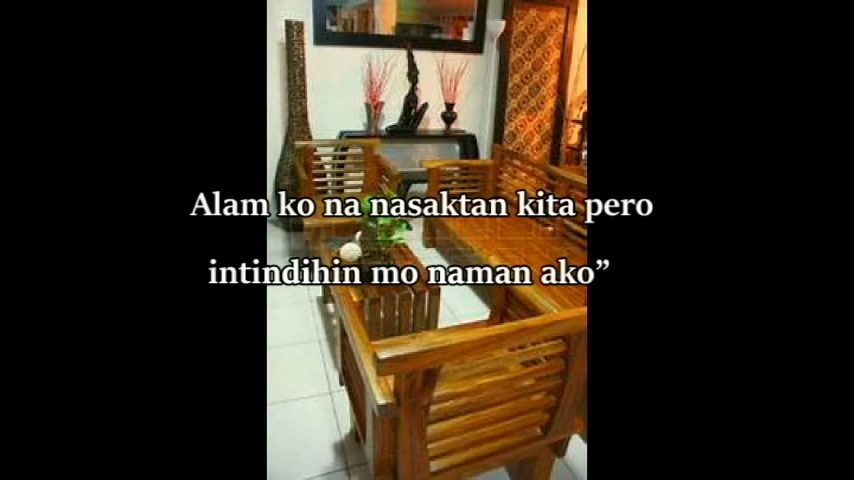 Alam ko na nasaktan kita pero
intindihin mo naman ako”